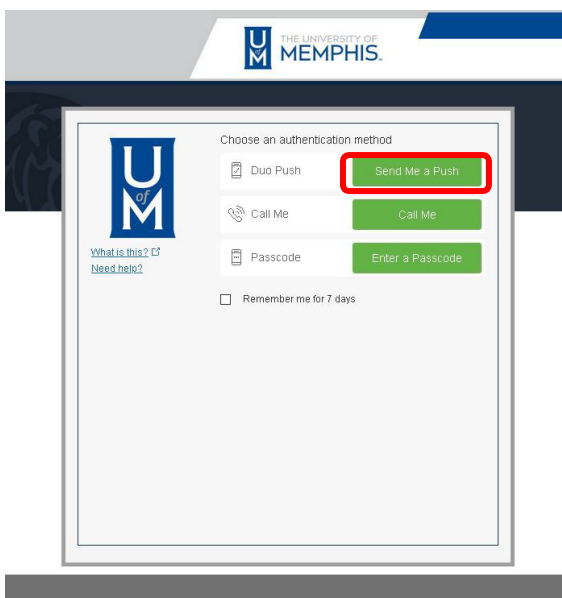 THE UNIVERSITY OF
MEMPHIS.
U
of
M
U
of
M
Choose an authentication method
Duo Push
Send Me a Push
Call Me
Call Me
Passcode
Enter a Passcode
What is this?
Need help?
Remember me for 7 days